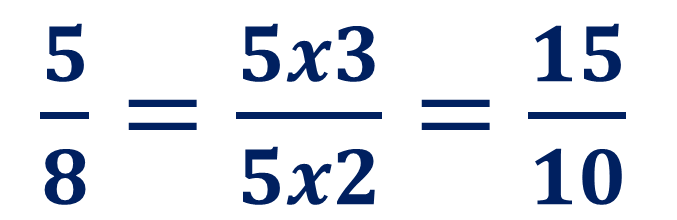 5/8 = 5x3/5x2 = 15/10